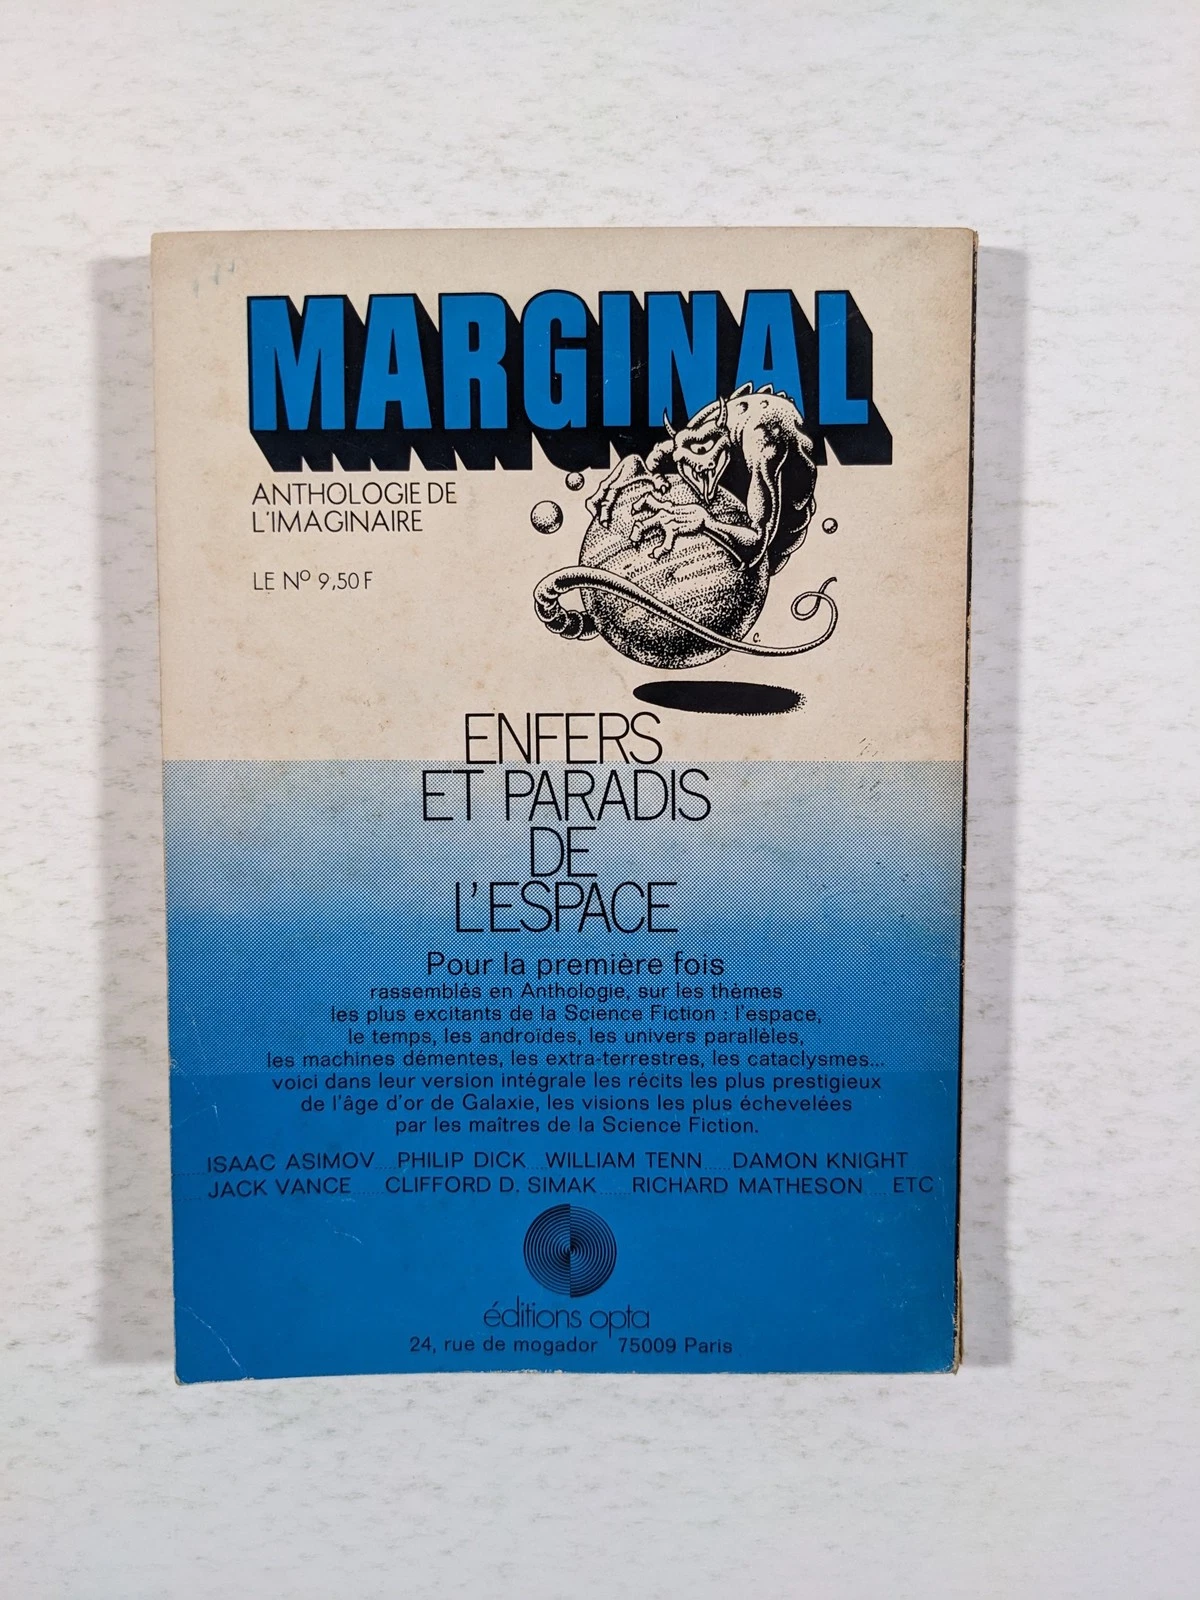 MARGINAL
ANTHOLOGIE DE
L'IMAGINAIRE
LE Nº 9,50 F
C.
ENFERS
ET PARADIS
DE
L'ESPACE
Pour la première fois
rassemblés en Anthologie, sur les thèmes
les plus excitants de la Science Fiction : l'espace,
le temps, les androïdes, les univers parallèles,
les machines démentes, les extra-terrestres, les cataclysmes...
voici dans leur version intégrale les récits les plus prestigieux
de l'âge d'or de Galaxie, les visions les plus échevelées
par les maîtres de la Science Fiction.
ISAAC ASIMOV.....PHILIP DICK....WILLIAM TENN......DAMON KNIGHT
JACK VANCE.......CLIFFORD D. SIMAK.......RICHARD MATHESON......ETC
éditions opta
24, rue de mogador 75009 Paris